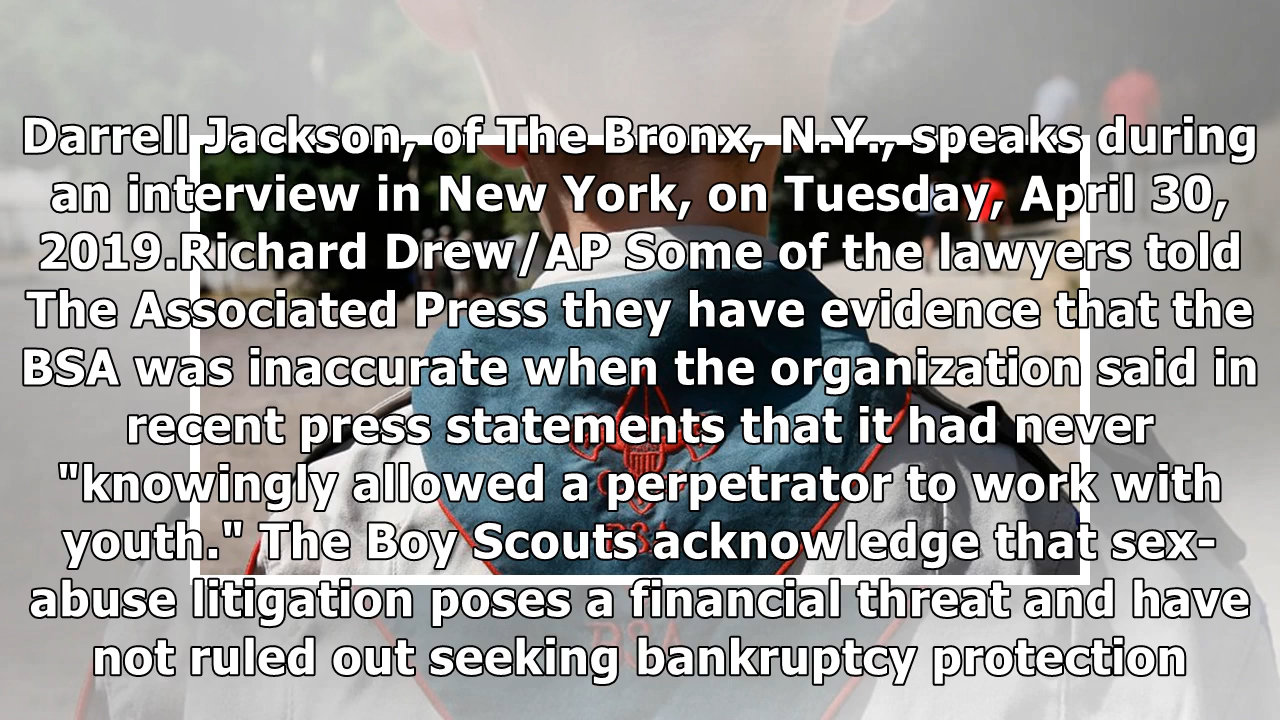 Darrell Jackson, of The Bronx, N.Y., speaks during
an interview in New York, on Tuesday, April 30,
2019.Richard Drew/AP Some of the lawyers told
The Associated Press they have evidence that the
BSA was inaccurate when the organization said in
recent press statements that it had never
"knowingly allowed a perpetrator to work with
youth." The Boy Scouts acknowledge that sex-
abuse litigation poses a financial threat and have
not ruled out seeking bankruptcy protection
BSA